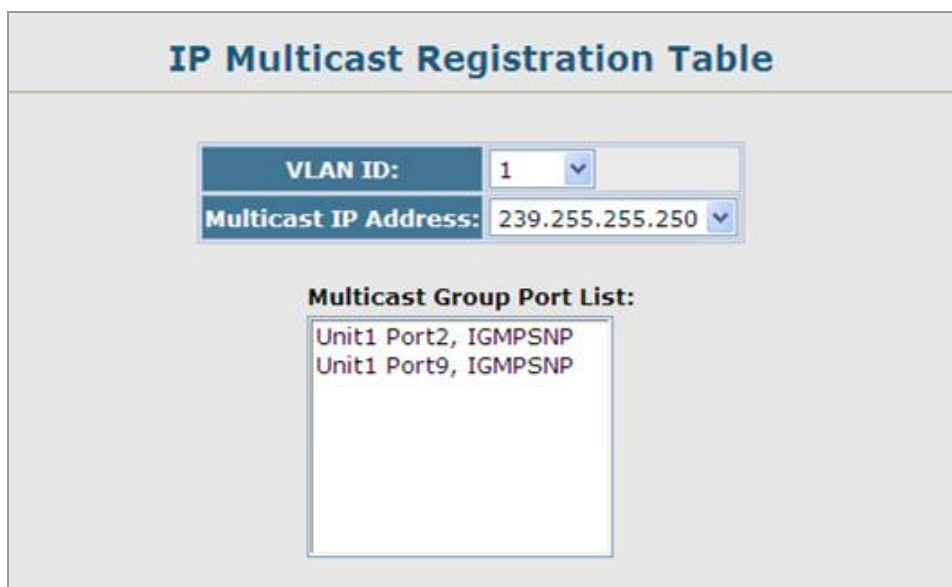 IP Multicast Registration Table
VLAN ID: 1
Multicast IP Address: 239.255.255.250
Multicast Group Port List:
Unit1 Port2, IGMPSNP
Unit1 Port9, IGMPSNP